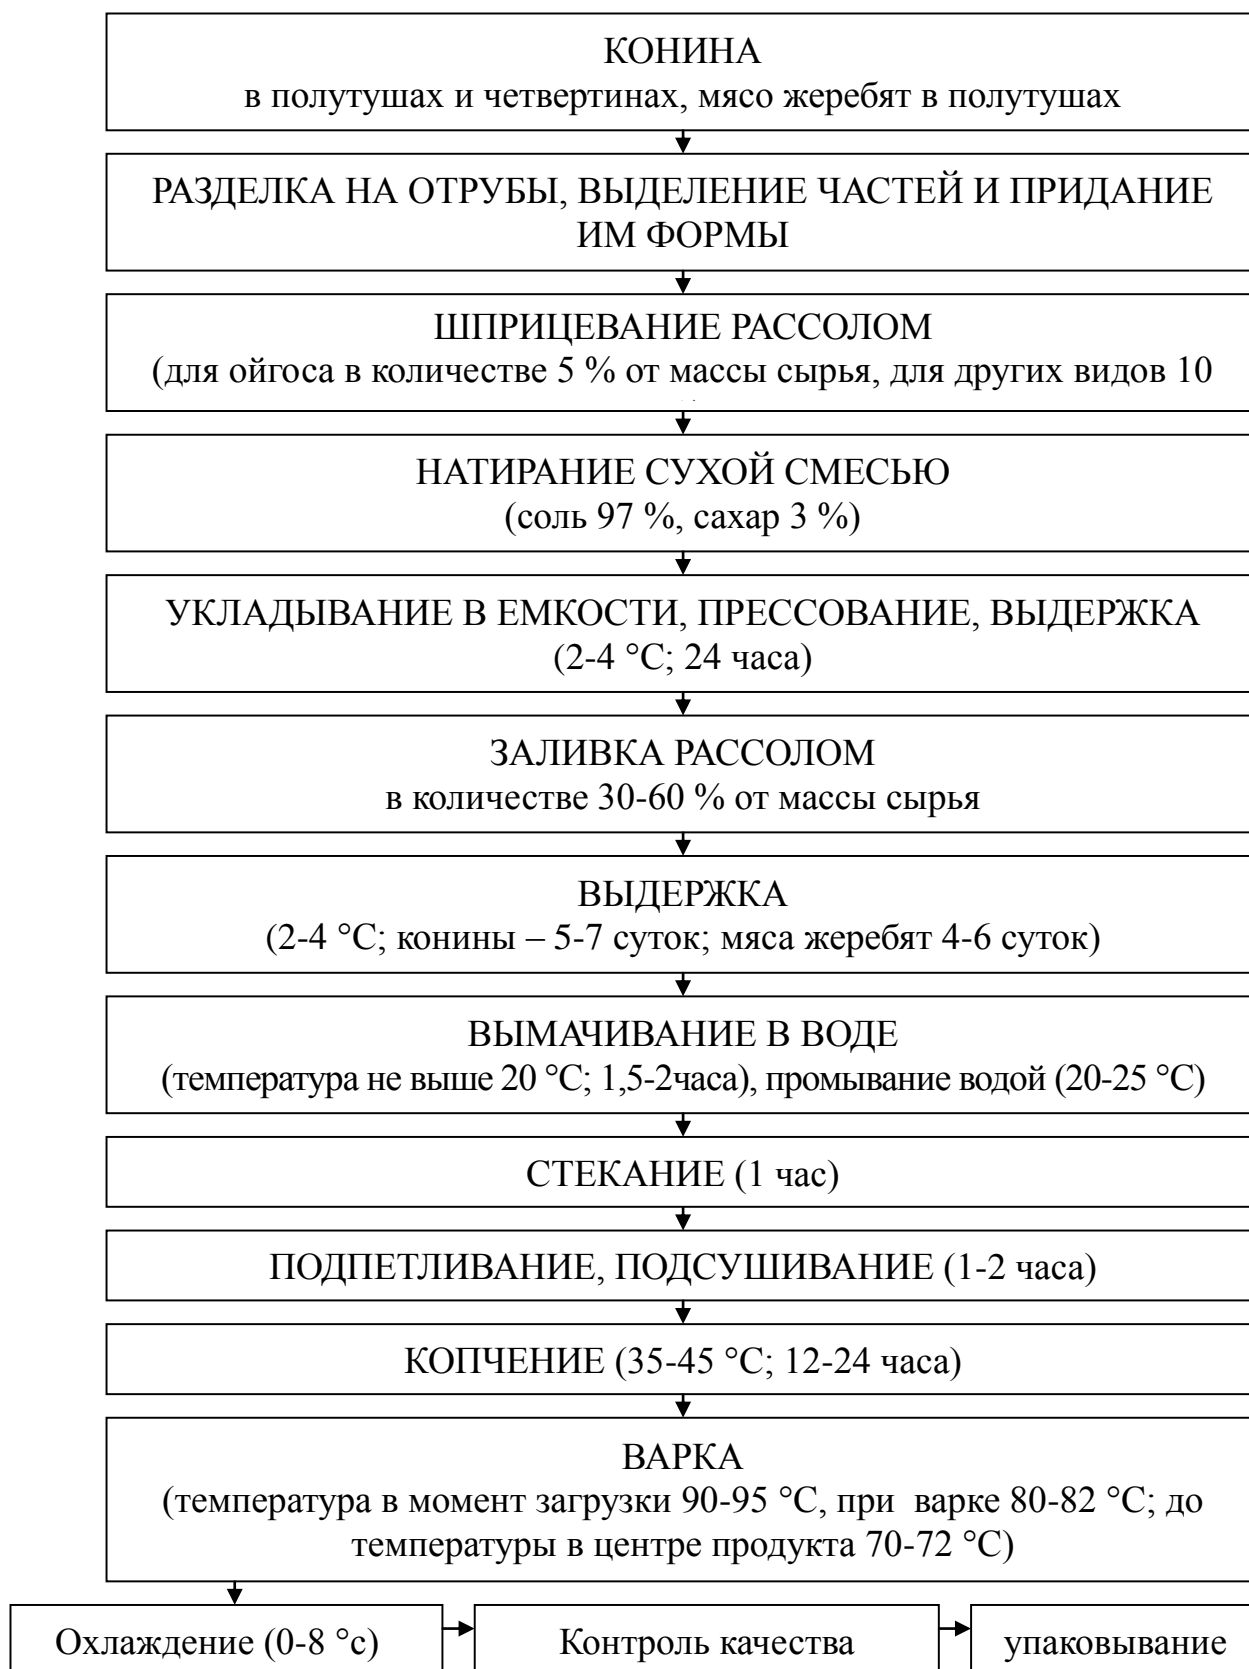 КОНИНА
в полутушах и четвертинах, мясо жеребят в полутушах
РАЗДЕЛКА НА ОТРУБЫ, ВЫДЕЛЕНИЕ ЧАСТЕЙ И ПРИДАНИЕ
ИМ ФОРМЫ
ШПРИЦЕВАНИЕ РАССОЛОМ
(для ойгоса в количестве 5 % от массы сырья, для других видов 10
НАТИРАНИЕ СУХОЙ СМЕСЬЮ
(соль 97 %, сахар 3 %)
УКЛАДЫВАНИЕ В ЕМКОСТИ, ПРЕССОВАНИЕ, ВЫДЕРЖКА
(2-4 °С; 24 часа)
ЗАЛИВКА РАССОЛОМ
в количестве 30-60 % от массы сырья
ВЫДЕРЖКА
(2-4 °С; конины – 5-7 суток; мяса жеребят 4-6 суток)
ВЫМАЧИВАНИЕ В ВОДЕ
(температура не выше 20 °С; 1,5-2часа), промывание водой (20-25 °С)
СТЕКАНИЕ (1 час)
ПОДПЕТЛИВАНИЕ, ПОДСУШИВАНИЕ (1-2 часа)
КОПЧЕНИЕ (35-45 °С; 12-24 часа)
ВАРКА
(температура в момент загрузки 90-95 °С, при варке 80-82 °С; до
температуры в центре продукта 70-72 °С)
Охлаждение (0-8 °с)
Контроль качества
упаковывание